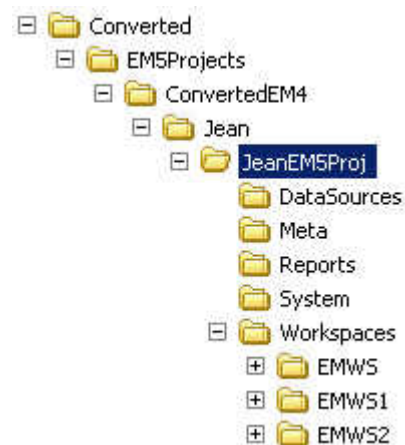 Converted
EM5Projects
ConvertedEM4
Jean
JeanEM5Proj
DataSources
Meta
Reports
System
Workspaces
EMWS
EMWS1
EMWS2